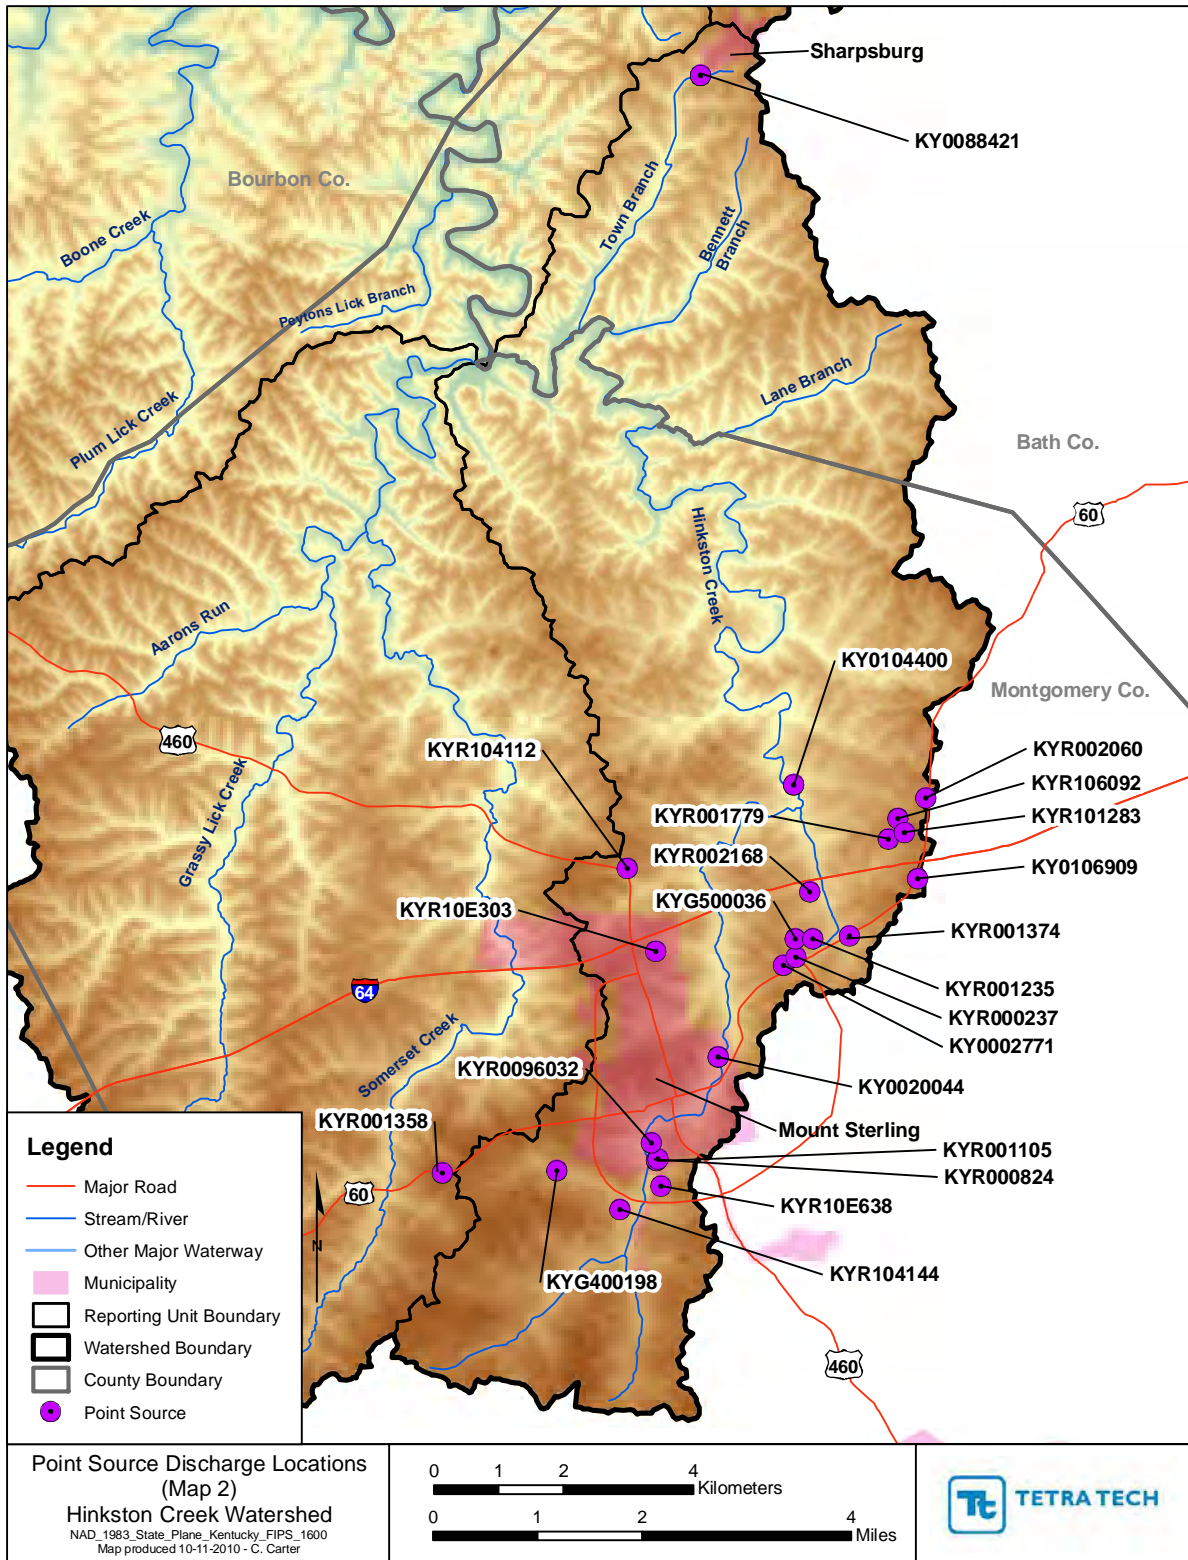 Sharpsburg
KY0088421
Bourbon Co.
Boone Creek
Town Branch
Bennett
Branch
Peytons Lick Branch
Lane Branch
Plum Lick Creek
Bath Co.
60
Hinkston Creek
Aarons Run
KY0104400
Montgomery Co.
460
KYR104112
KYR002060
KYR106092
KYR001779
KYR101283
Grassy Lick Creek
KYR002168
KY0106909
KYG500036
KYR10E303
KYR001374
64
KYR001235
KYR000237
KY0002771
Somerset Creek
KYR0096032
KY0020044
KYR001358
Mount Sterling
KYR001105
KYR000824
60
KYR10E638
KYG400198
KYR104144
460
N
Legend
Major Road
Stream/River
Other Major Waterway
Municipality
Reporting Unit Boundary
Watershed Boundary
County Boundary
Point Source
Point Source Discharge Locations
(Map 2)
Hinkston Creek Watershed
NAD_1983_State_Plane_Kentucky_FIPS_1600
Map produced 10-11-2010 - C. Carter
0 1 2 4
Kilometers
0 1 2 4
Miles
Tt
TETRA TECH